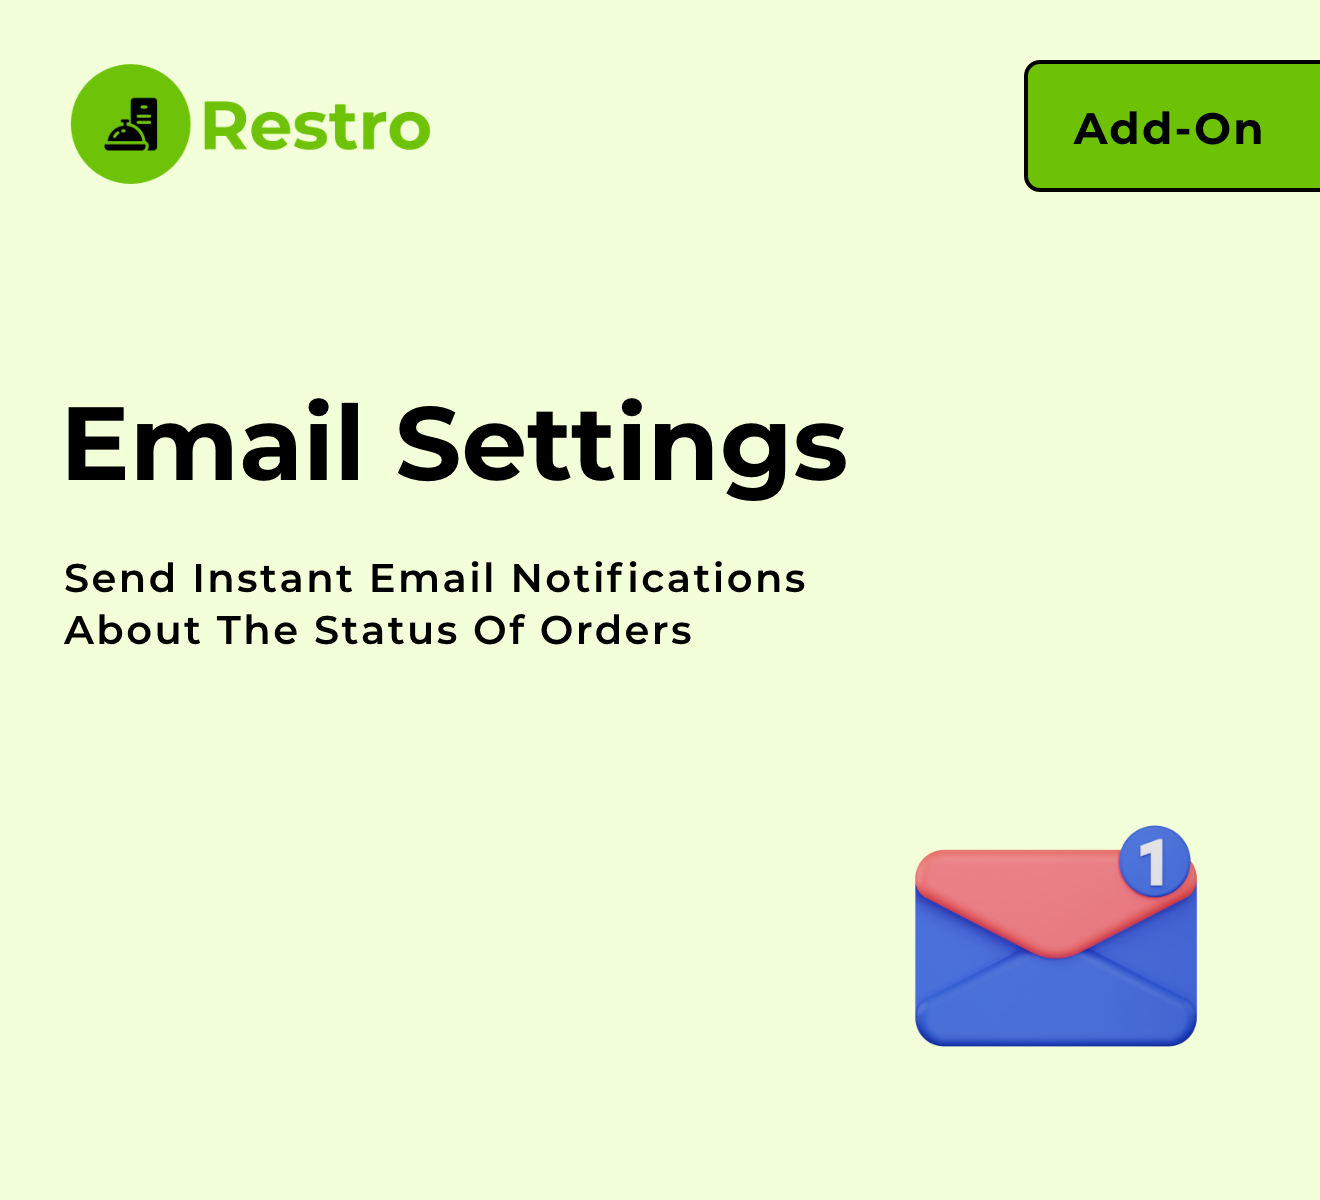 Restro
Add-On
Email Settings
Send Instant Email Notifications
About The Status Of Orders
1